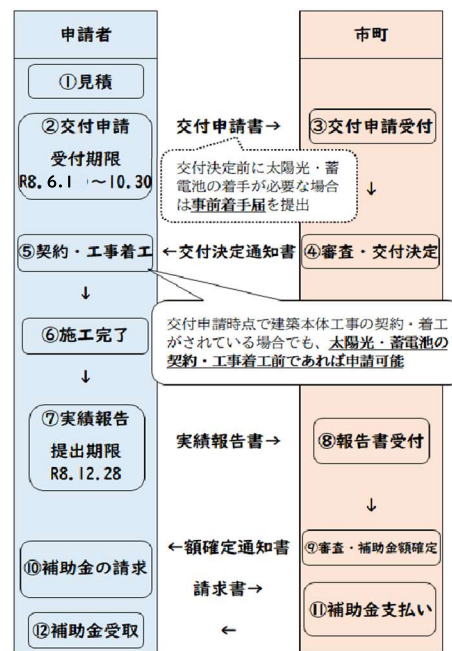 申請者
市町
①見積
②交付申請
受付期限
R8.6.1 ～10.30
交付申請書→
③交付申請受付
交付決定前に太陽光・蓄
電池の着手が必要な場合
は事前着手届を提出
↓
⑤契約・工事着工
←交付決定通知書
④審査・交付決定
↓
交付申請時点で建築本体工事の契約・着工
がされている場合でも、太陽光・蓄電池の
契約・工事着工前であれば申請可能
⑥施工完了
↓
⑦実績報告
提出期限
R8.12.28
実績報告書→
⑧報告書受付
↓
←額確定通知書
⑨審査・補助金額確定
⑩補助金の請求
請求書→
⑪補助金支払い
⑫補助金受取
←